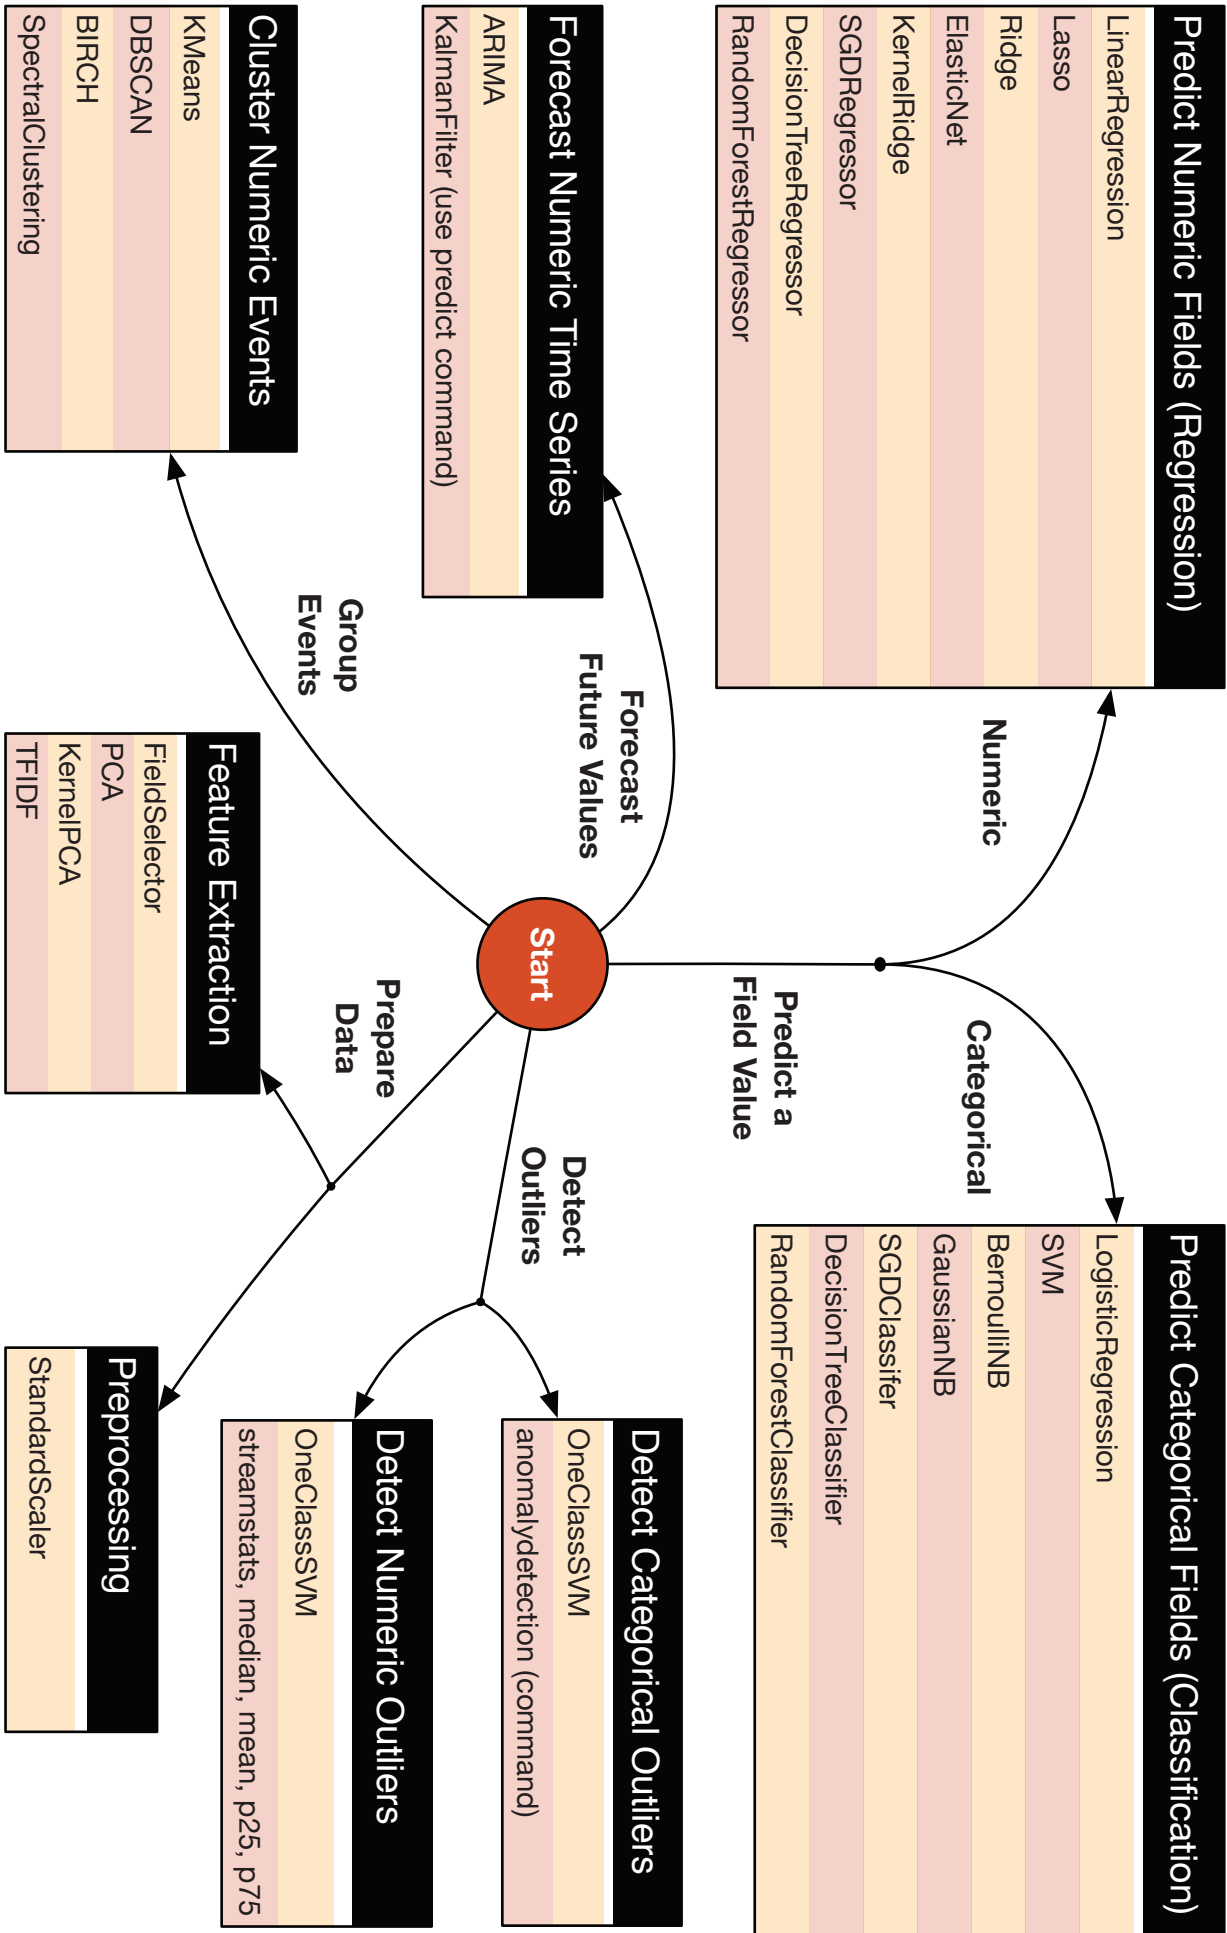 Predict Numeric Fields (Regression)
LinearRegression
Lasso
Ridge
ElasticNet
KernelRidge
SGDRegressor
DecisionTreeRegressor
RandomForestRegressor
Predict Categorical Fields (Classification)
LogisticRegression
SVM
BernoulliNB
GaussianNB
SGDClassifer
DecisionTreeClassifier
RandomForestClassifier
Numeric
Categorical
Predict a
Field Value
Forecast
Future Values
Forecast Numeric Time Series
ARIMA
KalmanFilter (use predict command)
Start
Detect
Outliers
Detect Categorical Outliers
OneClassSVM
anomalydetection (command)
Detect Numeric Outliers
OneClassSVM
streamstats, median, mean, p25, p75
Group
Events
Cluster Numeric Events
KMeans
DBSCAN
BIRCH
SpectralClustering
Prepare
Data
Feature Extraction
FieldSelector
PCA
KernelPCA
TFIDF
Preprocessing
StandardScaler